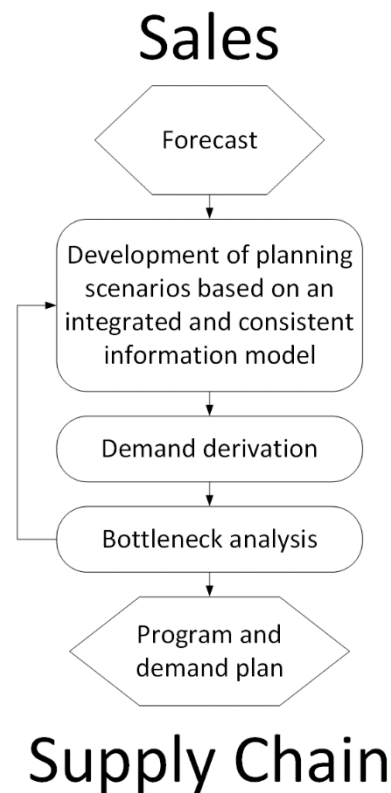 Sales
Forecast
Development of planning
scenarios based on an
integrated and consistent
information model
Demand derivation
Bottleneck analysis
Program and
demand plan
Supply Chain